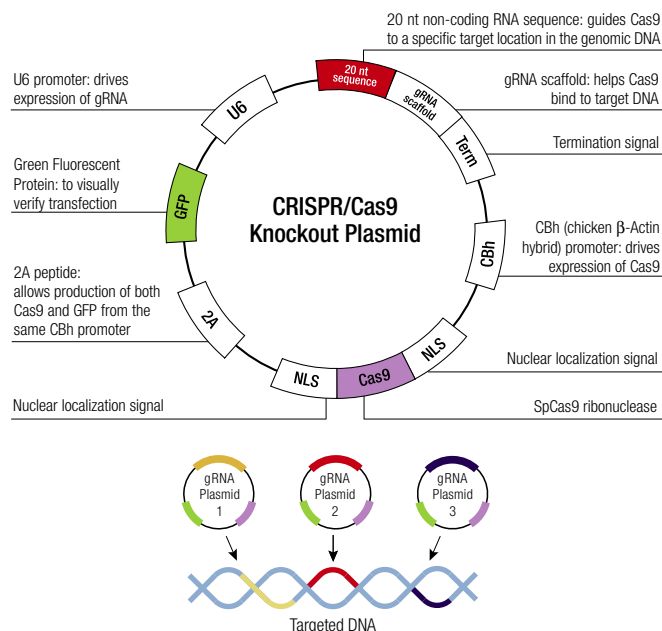 20 nt non-coding RNA sequence: guides Cas9
to a specific target location in the genomic DNA
U6 promoter: drives
expression of gRNA
20 nt
sequence
gRNA
scaffold
gRNA scaffold: helps Cas9
bind to target DNA
U6
Term
Termination signal
Green Fluorescent
Protein: to visually
verify transfection
GFP
CRISPR/Cas9
Knockout Plasmid
CBh
CBh (chicken β-Actin
hybrid) promoter: drives
expression of Cas9
2A peptide:
allows production of both
Cas9 and GFP from the
same CBh promoter
2A
NLS
Cas9
NLS
Nuclear localization signal
Nuclear localization signal
SpCas9 ribonuclease
gRNA
Plasmid
1
gRNA
Plasmid
2
gRNA
Plasmid
3
Targeted DNA